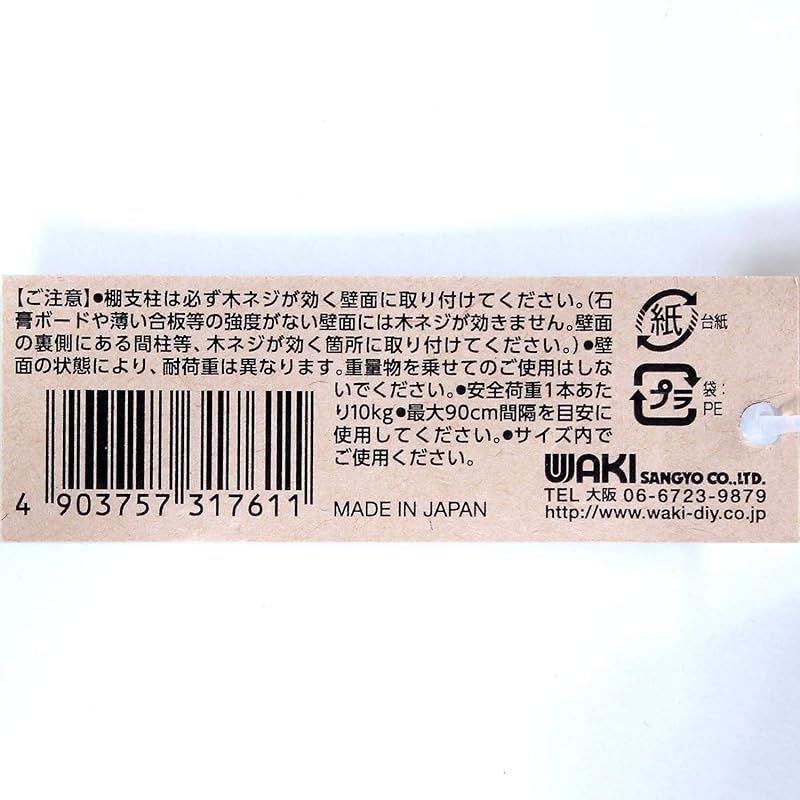 【ご注意】●棚支柱は必ず木ネジが効く壁面に取り付けてください。(石
膏ボードや薄い合板等の強度がない壁面には木ネジが効きません。壁面
の裏側にある間柱等、木ネジが効く箇所に取り付けてください。)●壁
面の状態により、耐荷重は異なります。重量物を乗せてのご使用はしな
いでください。●安全荷重1本あた
り10kg●最大90cm間隔を目安に
使用してください。●サイズ内で
ご使用ください。
4 903757 317611
MADE IN JAPAN
紙 台紙
プラ 袋:
PE
WAKI SANGYO CO.,LTD.
TEL 大阪 06-6723-9879
http://www.waki-diy.co.jp